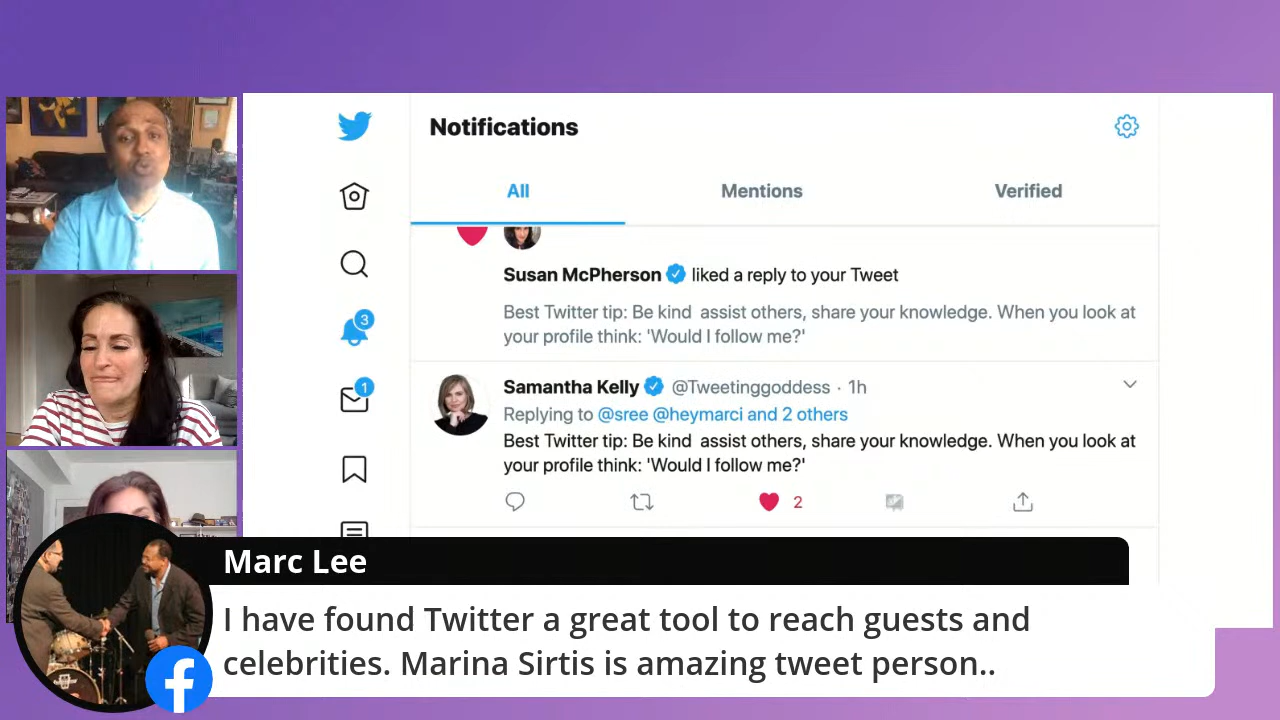 Notifications
All
Mentions
Verified
Susan McPherson liked a reply to your Tweet
Best Twitter tip: Be kind  assist others, share your knowledge. When you look at
your profile think: 'Would I follow me?'
3
1
Samantha Kelly @Tweetinggoddess · 1h
Replying to @sree @heymarci and 2 others
Best Twitter tip: Be kind  assist others, share your knowledge. When you look at
your profile think: 'Would I follow me?'
2
Marc Lee
I have found Twitter a great tool to reach guests and
celebrities. Marina Sirtis is amazing tweet person..